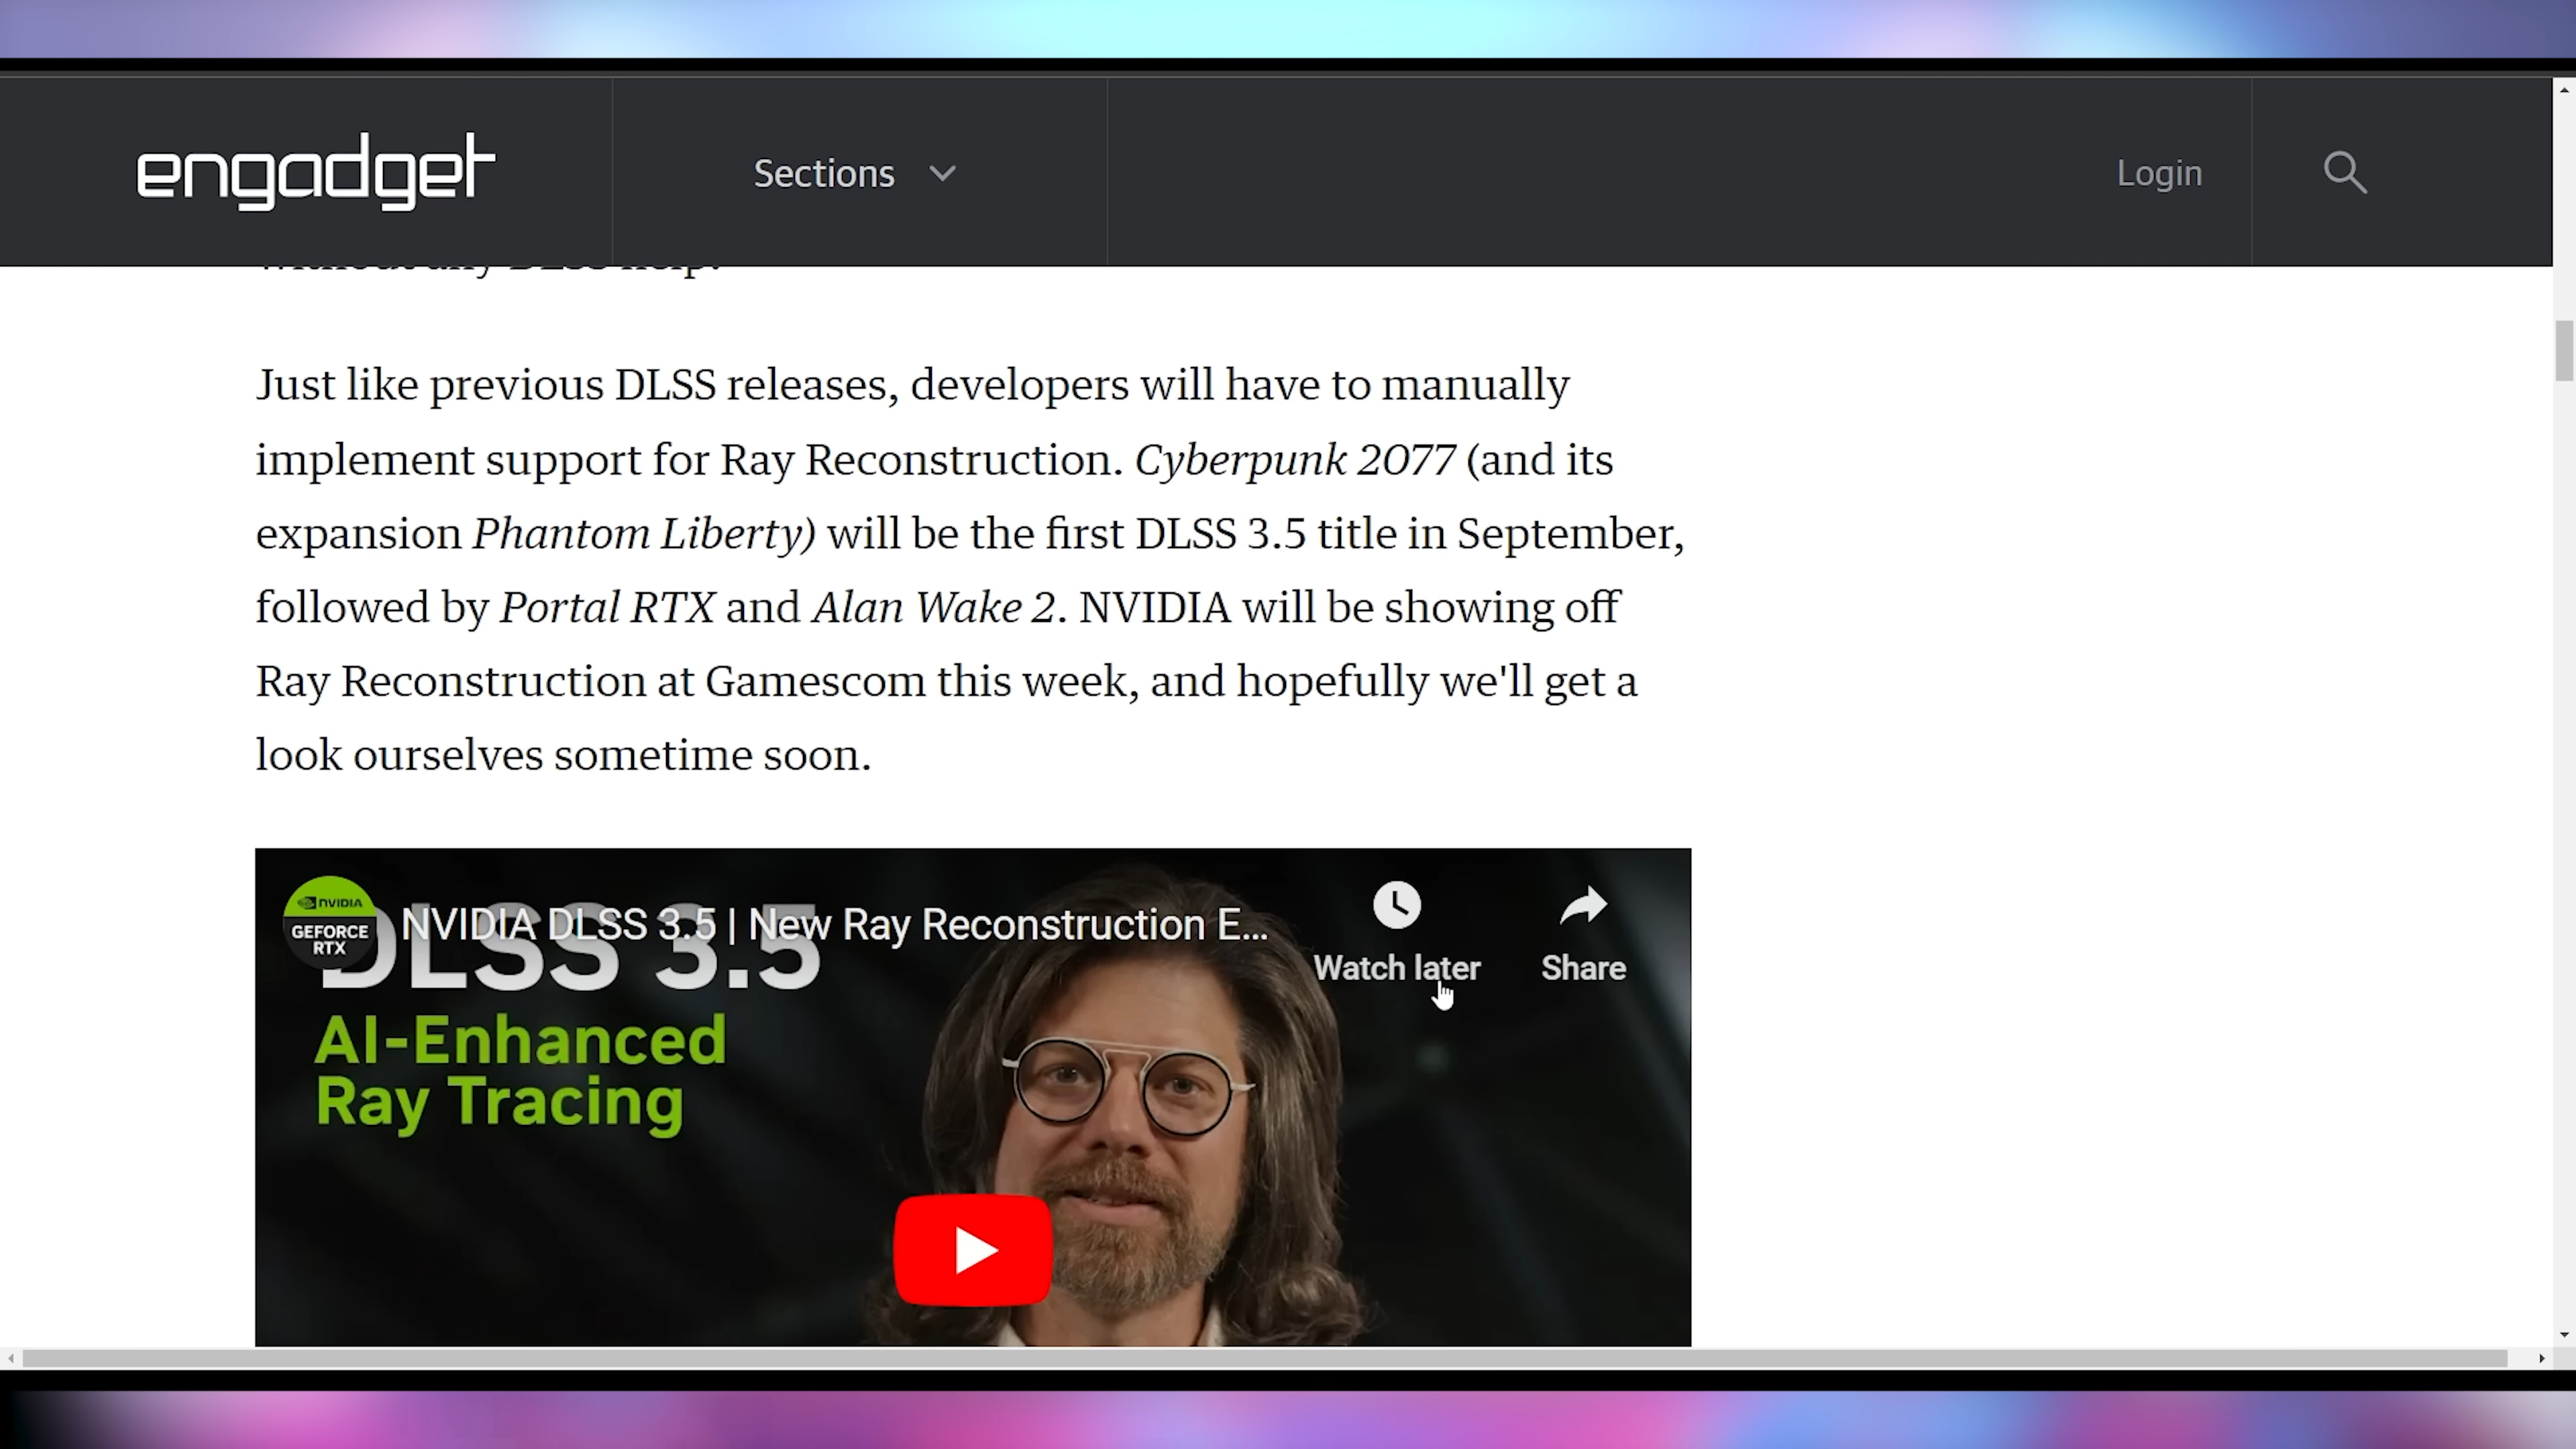 engadget
Sections
Login
without any DLSS help.
Just like previous DLSS releases, developers will have to manually
implement support for Ray Reconstruction. Cyberpunk 2077 (and its
expansion Phantom Liberty) will be the first DLSS 3.5 title in September,
followed by Portal RTX and Alan Wake 2. NVIDIA will be showing off
Ray Reconstruction at Gamescom this week, and hopefully we'll get a
look ourselves sometime soon.
NVIDIA
GEFORCE
RTX
NVIDIA DLSS 3.5 | New Ray Reconstruction E...
Watch later
Share
DLSS 3.5
AI-Enhanced
Ray Tracing